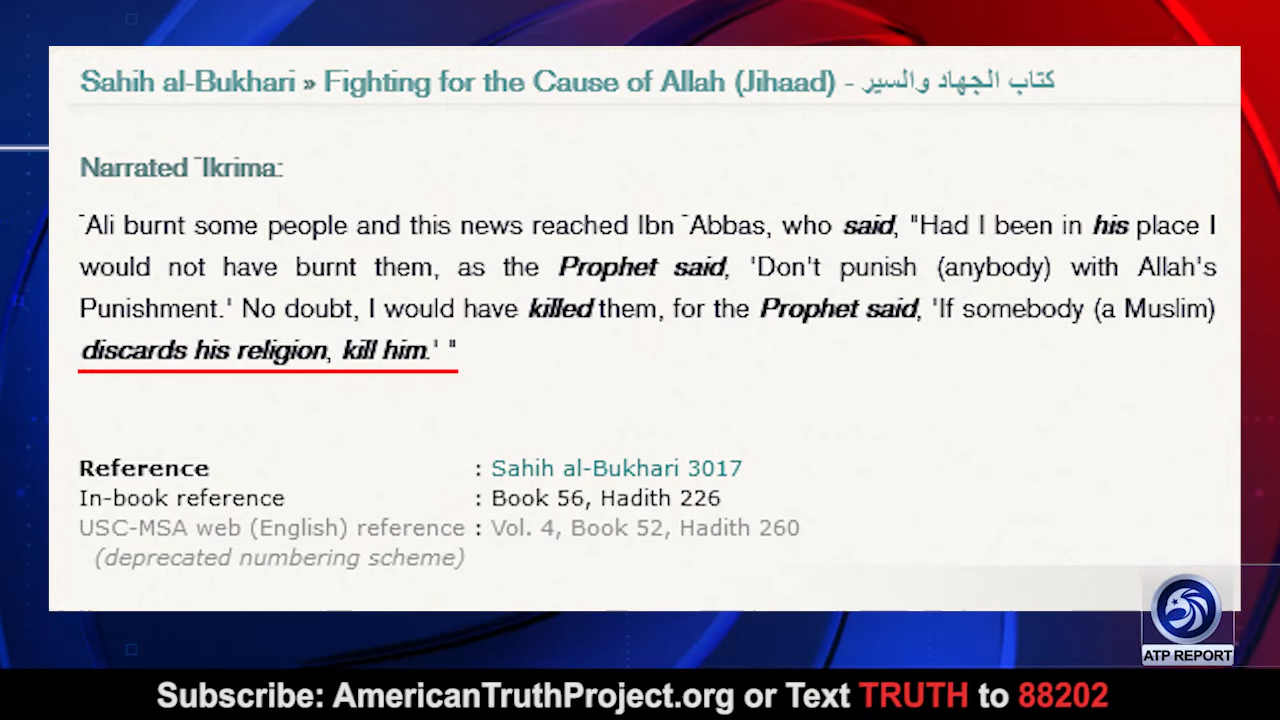 Sahih al-Bukhari » Fighting for the Cause of Allah (Jihaad) - كتاب الجهاد والسير
Narrated `Ikrima:
`Ali burnt some people and this news reached Ibn `Abbas, who said, "Had I been in his place I
would not have burnt them, as the Prophet said, 'Don't punish (anybody) with Allah's
Punishment.' No doubt, I would have killed them, for the Prophet said, 'If somebody (a Muslim)
discards his religion, kill him.' "
Reference : Sahih al-Bukhari 3017
In-book reference : Book 56, Hadith 226
USC-MSA web (English) reference : Vol. 4, Book 52, Hadith 260
(deprecated numbering scheme)
ATP REPORT
Subscribe: AmericanTruthProject.org or Text TRUTH to 88202